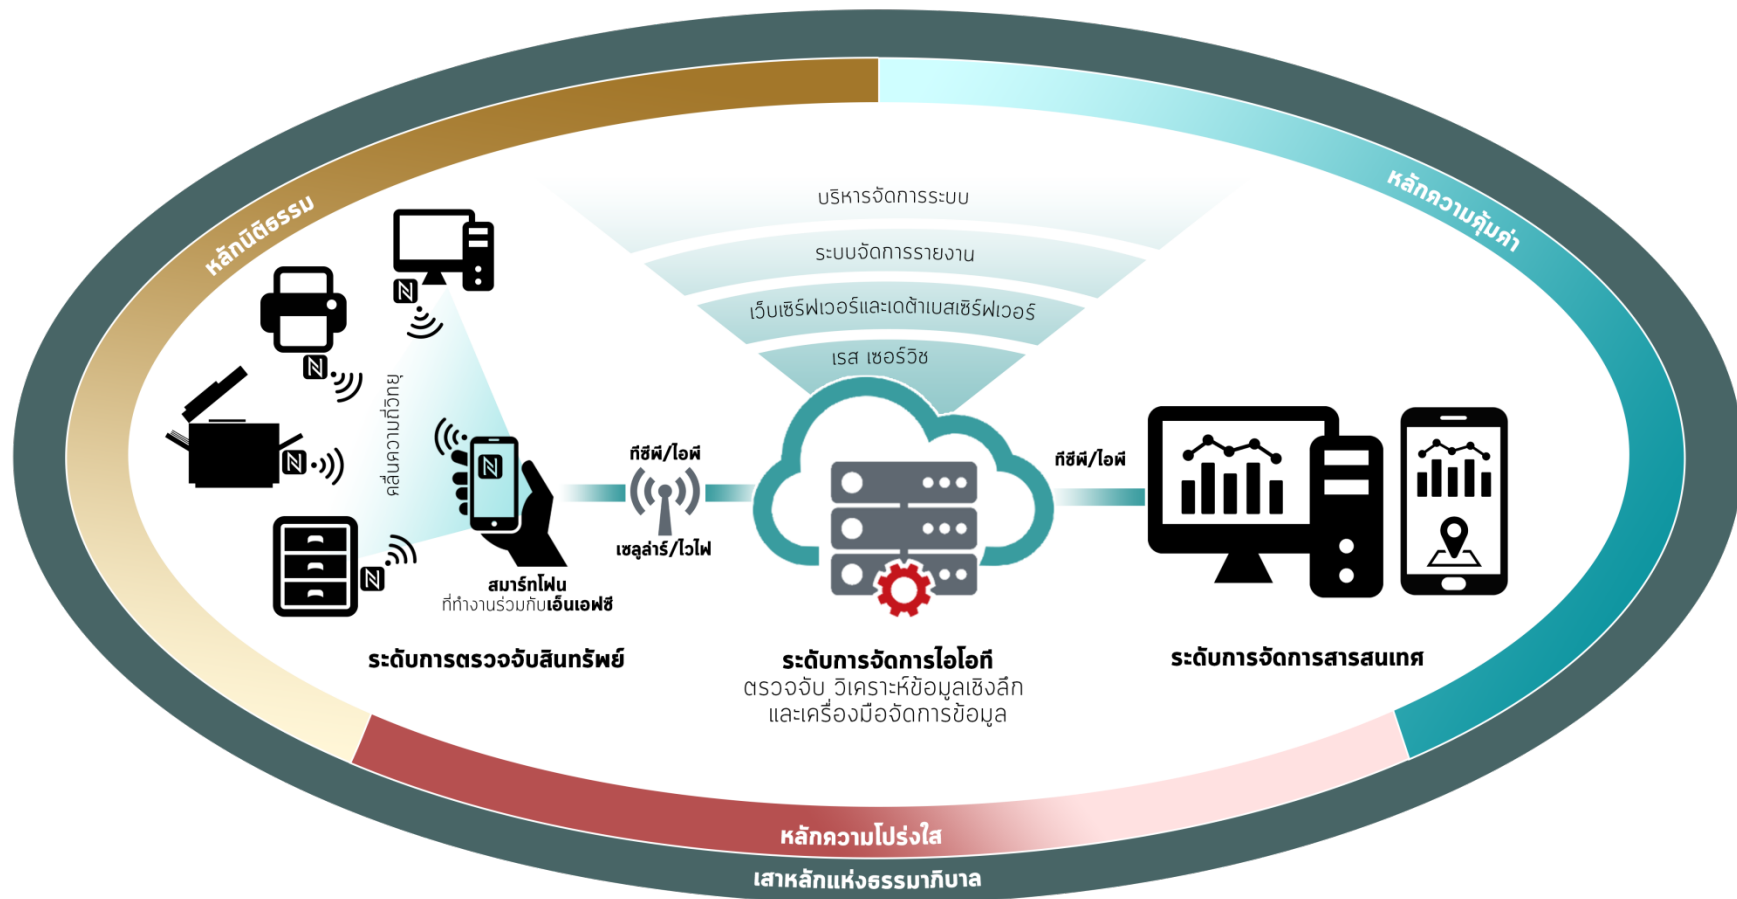 หลักนิติธรรม
หลักความคุ้มค่า
บริหารจัดการระบบ
ระบบจัดการรายงาน
เว็บเซิร์ฟเวอร์และเดต้าเบสเซิร์ฟเวอร์
เรส เซอร์วิช
คลื่นความถี่วิทยุ
ทีซีพี/ไอพี
เซลูล่าร์/ไวไฟ
ทีซีพี/ไอพี
สมาร์ทโฟน
ที่ทำงานร่วมกับเอ็นเอฟซี
ระดับการตรวจจับสินทรัพย์
ระดับการจัดการไอโอที
ตรวจจับ วิเคราะห์ข้อมูลเชิงลึก
และเครื่องมือจัดการข้อมูล
ระดับการจัดการสารสนเทศ
หลักความโปร่งใส
เสาหลักแห่งธรรมาภิบาล